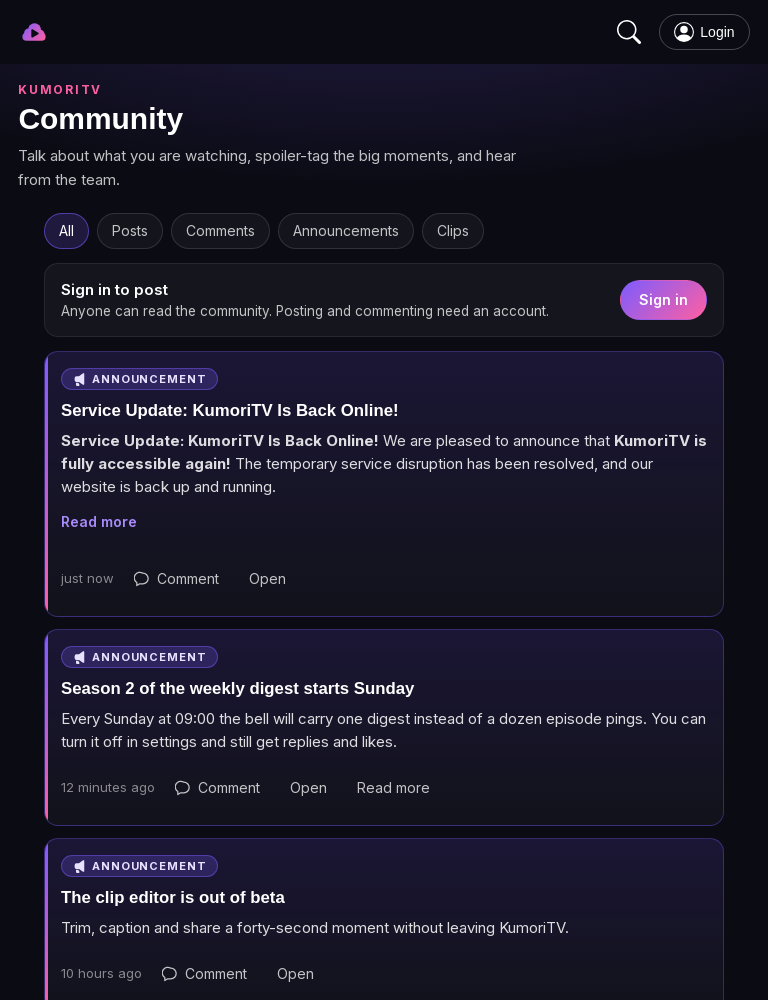 Login
KUMORITV
Community
Talk about what you are watching, spoiler-tag the big moments, and hear
from the team.
All Posts Comments Announcements Clips
Sign in to post
Anyone can read the community. Posting and commenting need an account.
Sign in
ANNOUNCEMENT
Service Update: KumoriTV Is Back Online!
Service Update: KumoriTV Is Back Online! We are pleased to announce that KumoriTV is
fully accessible again! The temporary service disruption has been resolved, and our
website is back up and running.
Read more
just now Comment Open
ANNOUNCEMENT
Season 2 of the weekly digest starts Sunday
Every Sunday at 09:00 the bell will carry one digest instead of a dozen episode pings. You can
turn it off in settings and still get replies and likes.
12 minutes ago Comment Open Read more
ANNOUNCEMENT
The clip editor is out of beta
Trim, caption and share a forty-second moment without leaving KumoriTV.
10 hours ago Comment Open